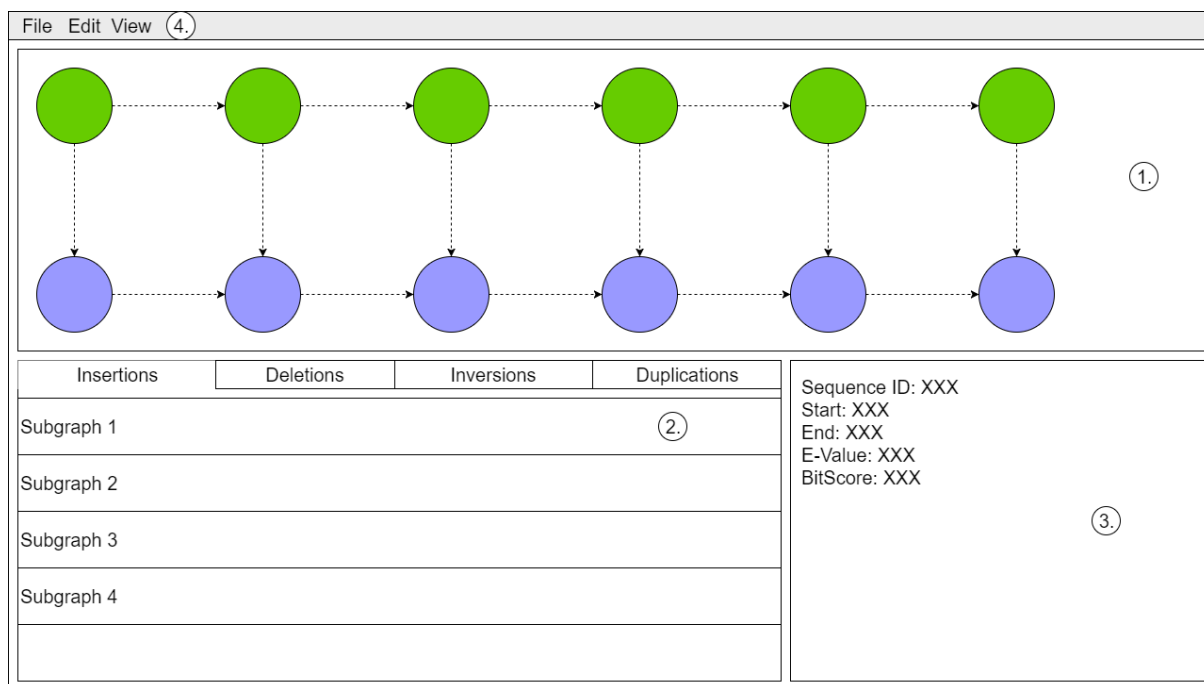 File Edit View 4.
1.
Insertions Deletions Inversions Duplications
Subgraph 1 2.
Subgraph 2
Subgraph 3
Subgraph 4
Sequence ID: XXX
Start: XXX
End: XXX
E-Value: XXX
BitScore: XXX
3.